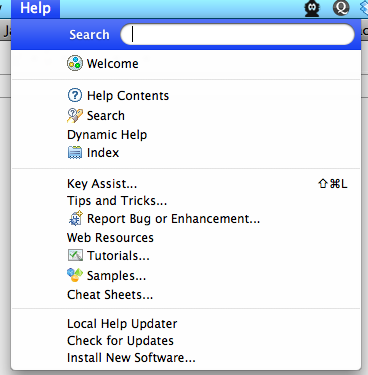 Help
Search
Welcome
Help Contents
Search
Dynamic Help
Index
Key Assist... ⇧⌘L
Tips and Tricks...
Report Bug or Enhancement...
Web Resources
Tutorials...
Samples...
Cheat Sheets...
Local Help Updater
Check for Updates
Install New Software...